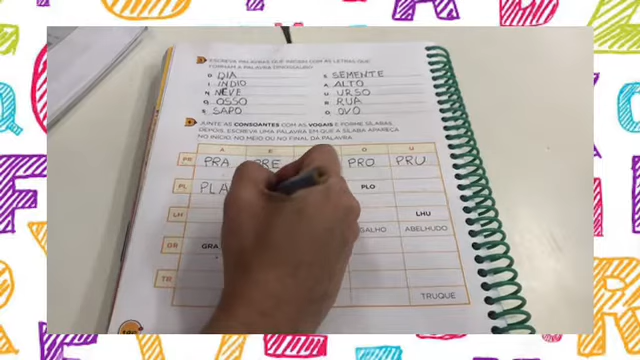 ESCREVA PALAVRAS QUE INICIEM COM AS LETRAS QUE
FORMAM A PALAVRA DINOSSAURO.
D DIA
I ÍNDIO
N NEVE
O OSSO
S SAPO
S SEMENTE
A ALTO
U URSO
R RUA
O OVO
JUNTE AS CONSOANTES COM AS VOGAIS E FORME SÍLABAS.
DEPOIS, ESCREVA UMA PALAVRA EM QUE A SÍLABA APAREÇA
NO INÍCIO, NO MEIO OU NO FINAL DA PALAVRA.
A E O U
PR PRA PRE PRO PRU
PL PLA PLO
LH LHU
ABELHUDO
GR GRA
TR
TRUQUE